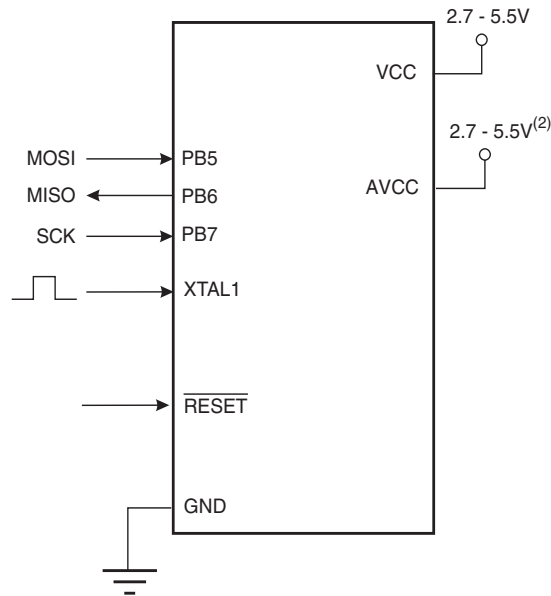 2.7 - 5.5V
VCC
2.7 - 5.5V(2)
AVCC
MOSI PB5
MISO PB6
SCK PB7
XTAL1
RESET
GND